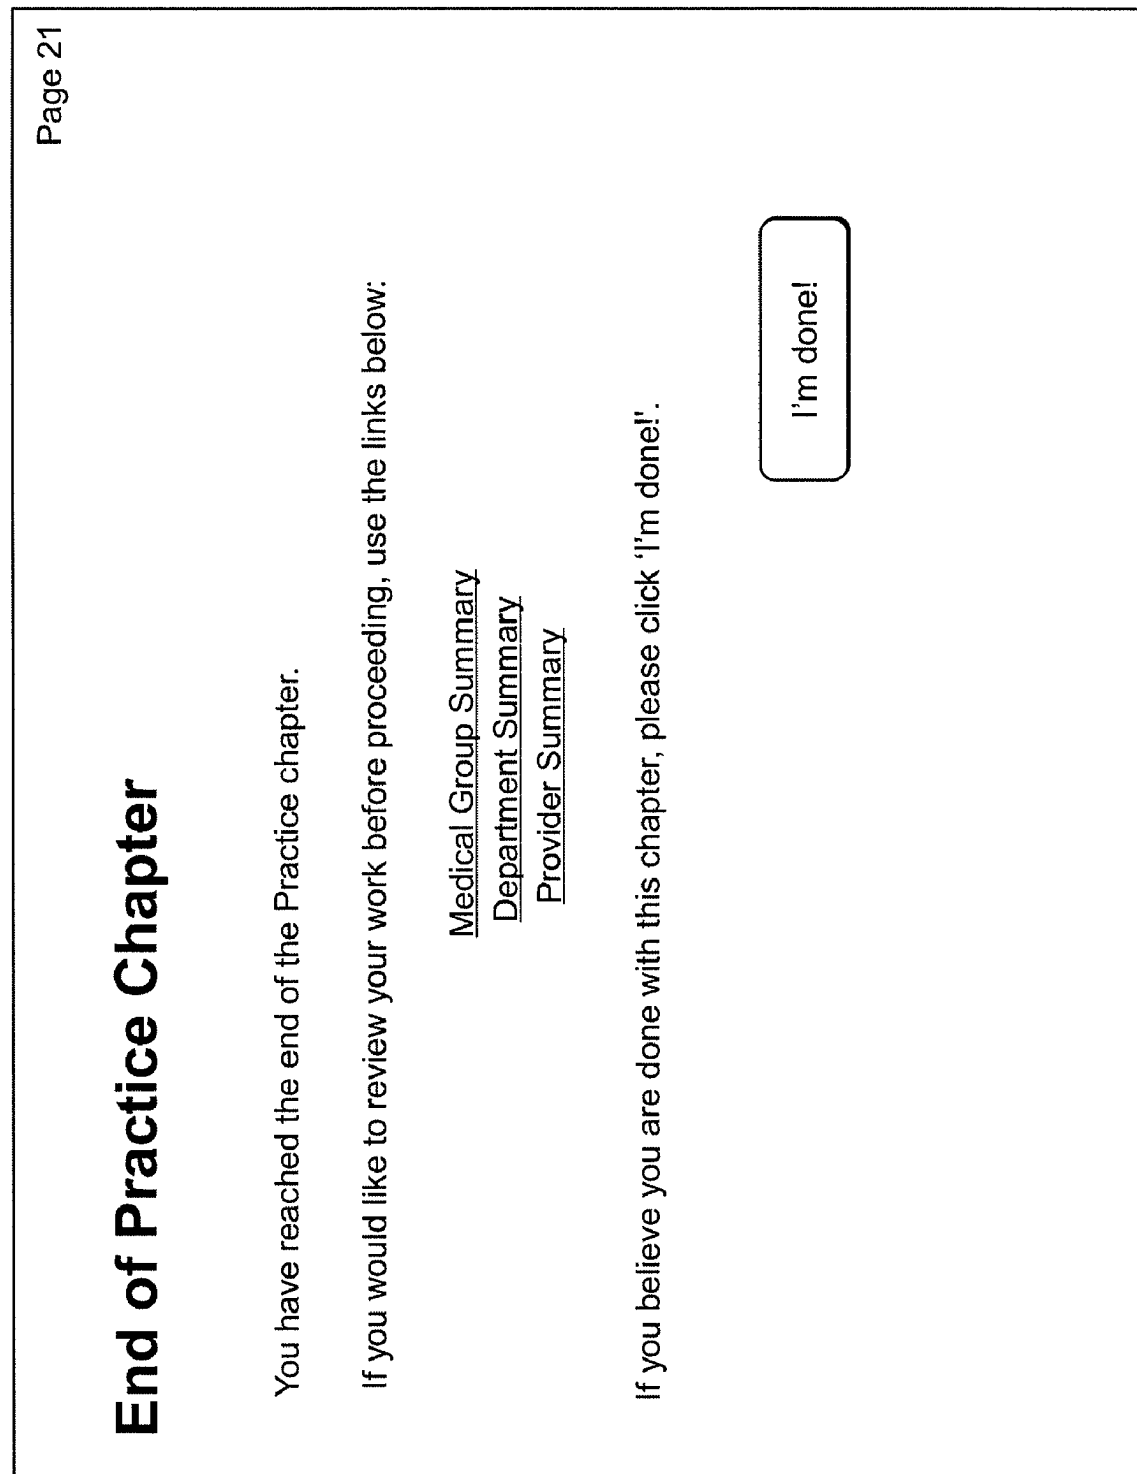 Page 21
End of Practice Chapter
You have reached the end of the Practice chapter.
If you would like to review your work before proceeding, use the links below:
Medical Group Summary
Department Summary
Provider Summary
If you believe you are done with this chapter, please click ‘I'm done!'.
I'm done!